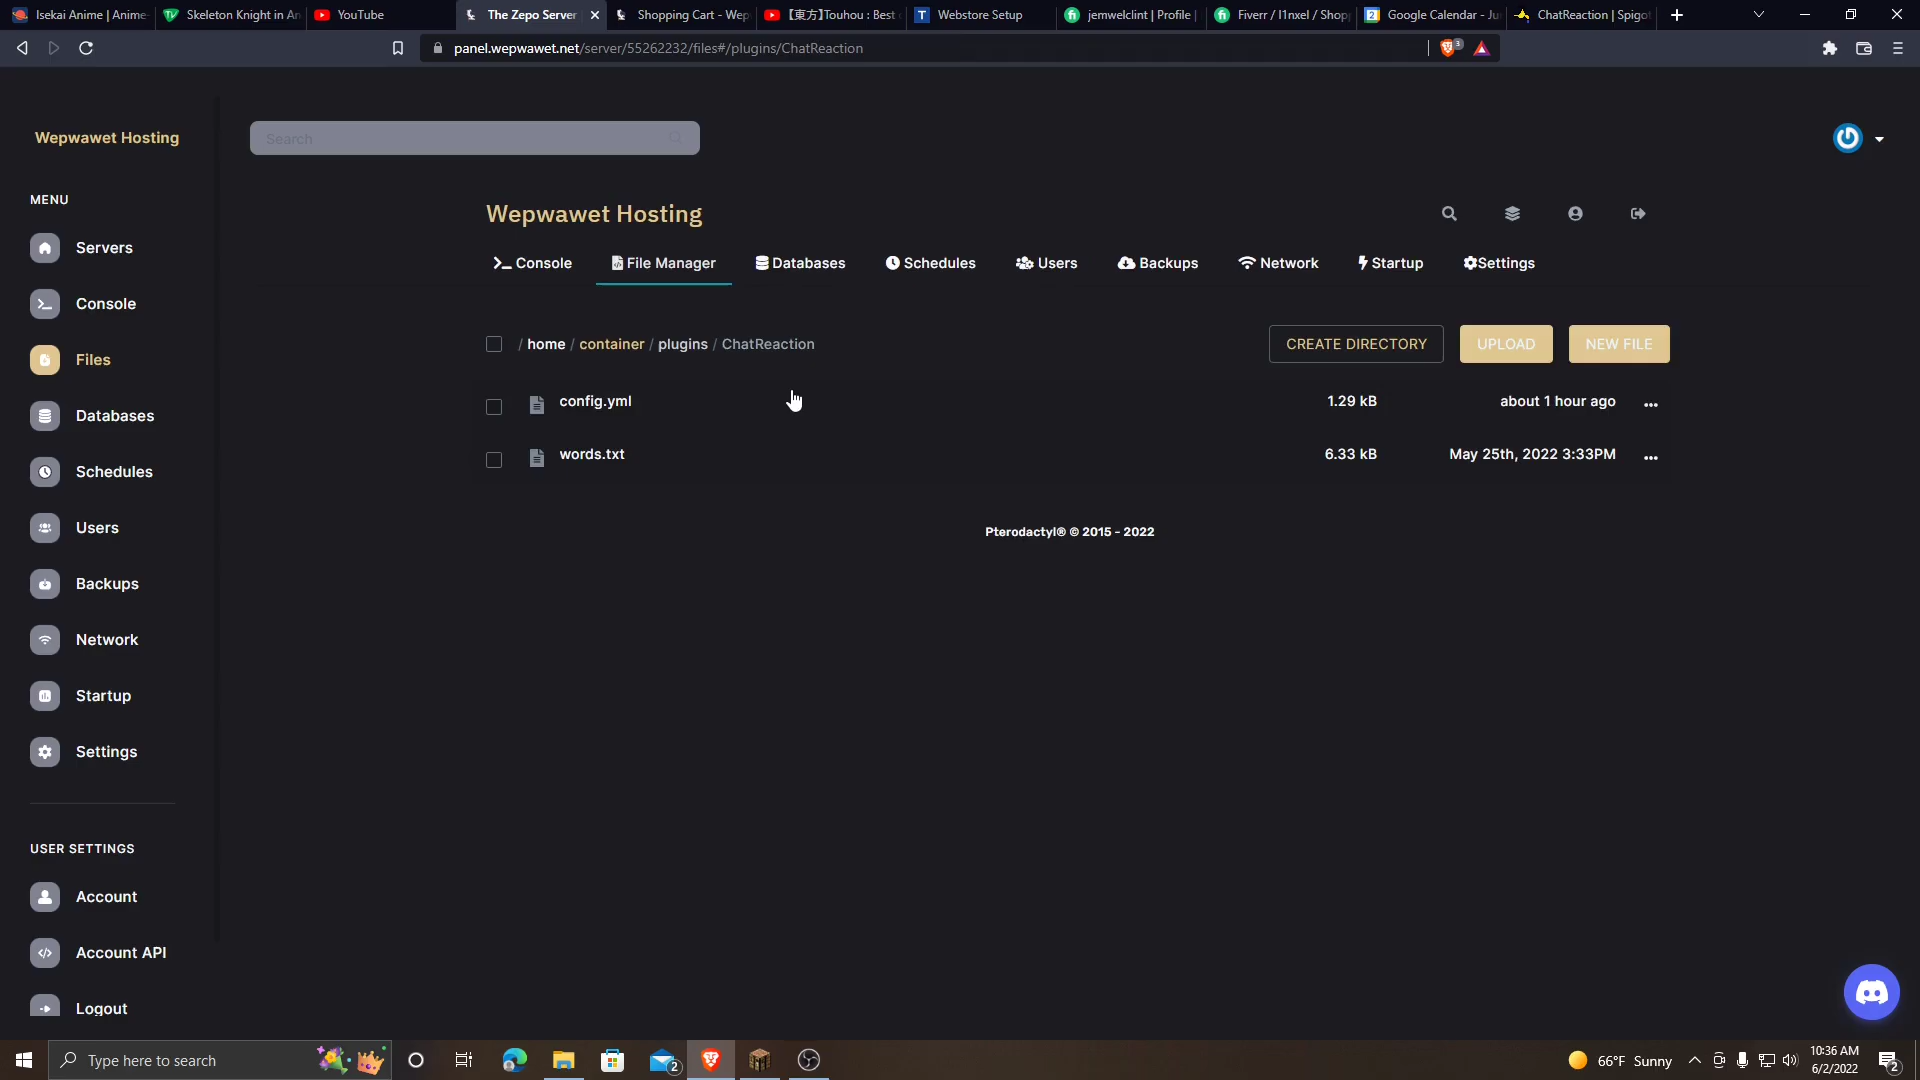 Isekai Anime | Anime-
Skeleton Knight in An
YouTube
The Zepo Server
Shopping Cart - Wep
【東方】Touhou : Best
Webstore Setup
jemwelclint | Profile |
Fiverr / l1nxel / Shop
Google Calendar - Ju
ChatReaction | Spigo
panel.wepwawet.net/server/55262232/files#/plugins/ChatReaction
3
Wepwawet Hosting
Search
MENU
Servers
Console
Files
Databases
Schedules
Users
Backups
Network
Startup
Settings
USER SETTINGS
Account
Account API
Logout
Wepwawet Hosting
Console
File Manager
Databases
Schedules
Users
Backups
Network
Startup
Settings
/ home / container / plugins / ChatReaction
CREATE DIRECTORY
UPLOAD
NEW FILE
config.yml
1.29 kB
about 1 hour ago
words.txt
6.33 kB
May 25th, 2022 3:33PM
Pterodactyl® © 2015 - 2022
Type here to search
2
66°F Sunny
10:36 AM
6/2/2022
2